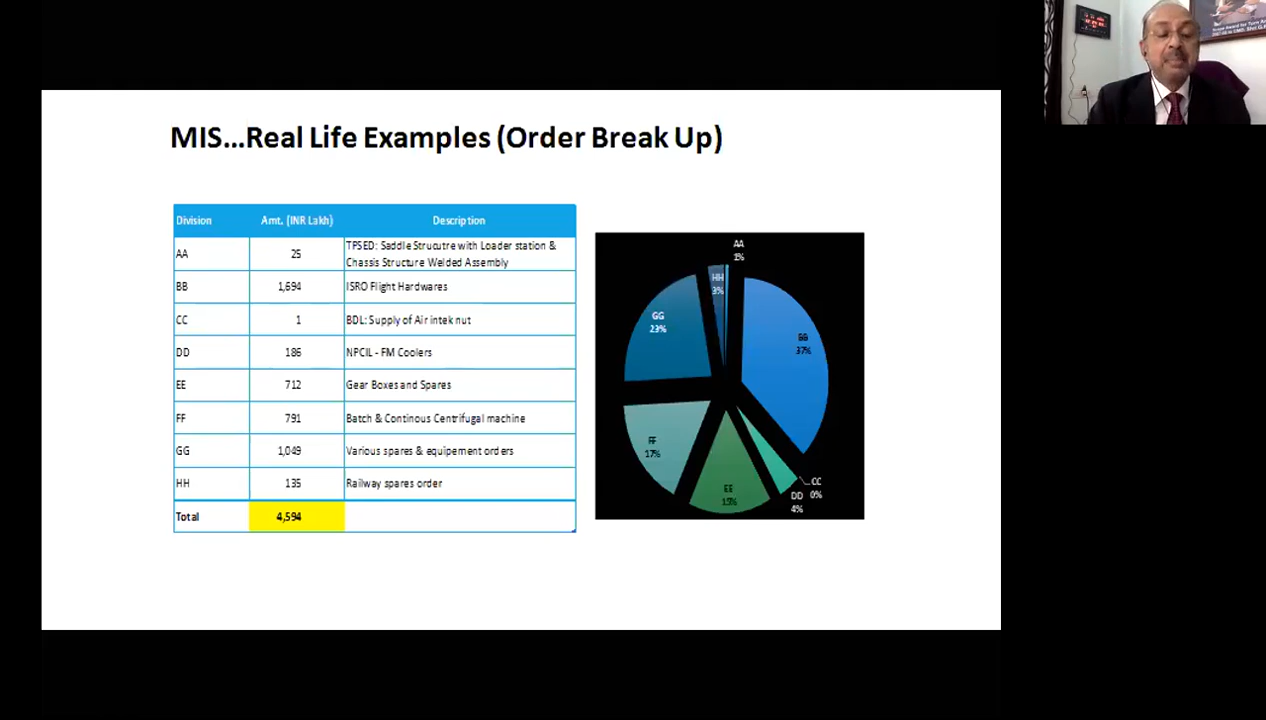 MIS...Real Life Examples (Order Break Up)
Division Amt. (INR Lakh) Description
AA 25 TPSED: Saddle Strucutre with Loader station &
Chassis Structure Welded Assembly
BB 1,694 ISRO Flight Hardwares
CC 1 BDL: Supply of Air intek nut
DD 186 NPCIL - FM Coolers
EE 712 Gear Boxes and Spares
FF 791 Batch & Continous Centrifugal machine
GG 1,049 Various spares & equipement orders
HH 135 Railway spares order
Total 4,594
AA
1%
HH
3%
GG
23%
BB
37%
FF
17%
EE
15%
DD
4%
CC
0%